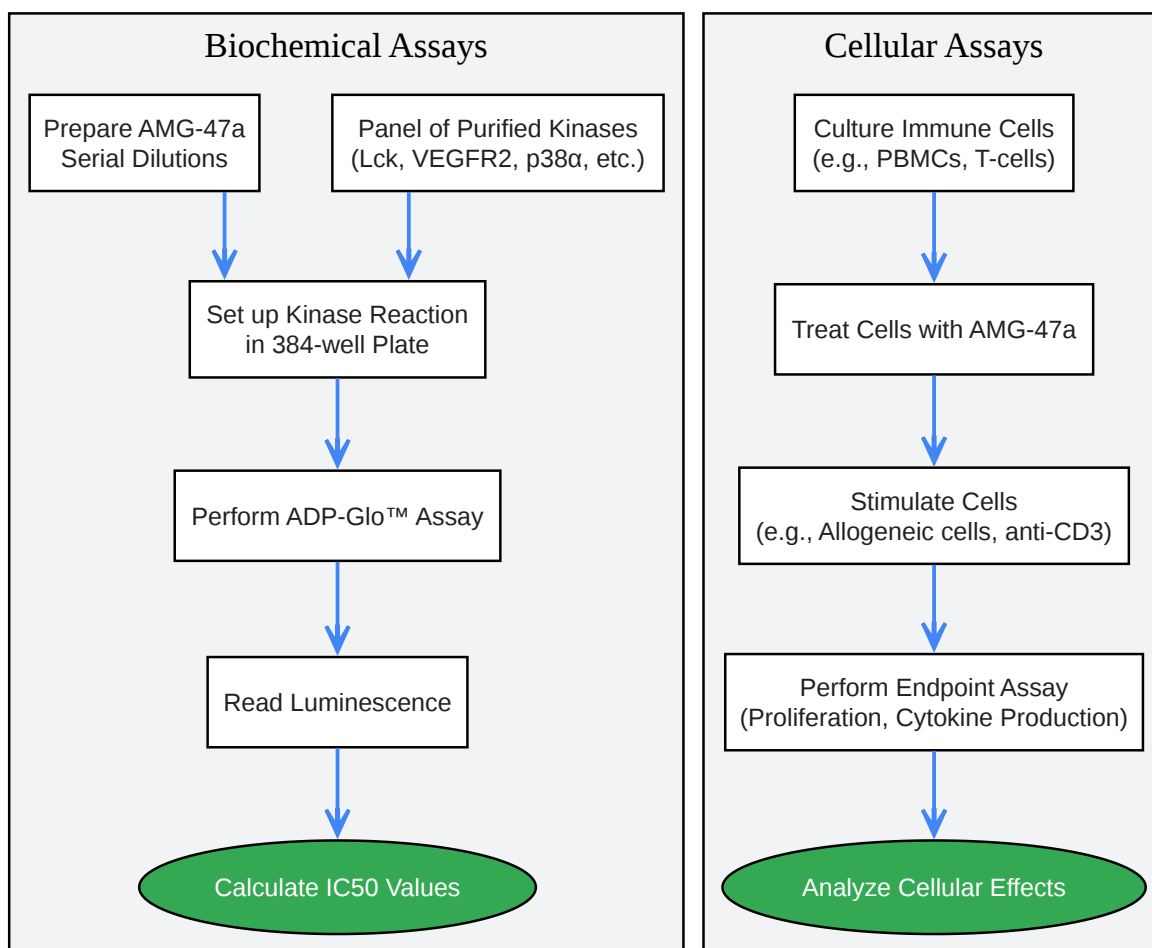 Biochemical Assays
Prepare AMG-47a
Serial Dilutions
Panel of Purified Kinases
(Lck, VEGFR2, p38α, etc.)
Set up Kinase Reaction
in 384-well Plate
Perform ADP-Glo™ Assay
Read Luminescence
Calculate IC50 Values
Cellular Assays
Culture Immune Cells
(e.g., PBMCs, T-cells)
Treat Cells with AMG-47a
Stimulate Cells
(e.g., Allogeneic cells, anti-CD3)
Perform Endpoint Assay
(Proliferation, Cytokine Production)
Analyze Cellular Effects